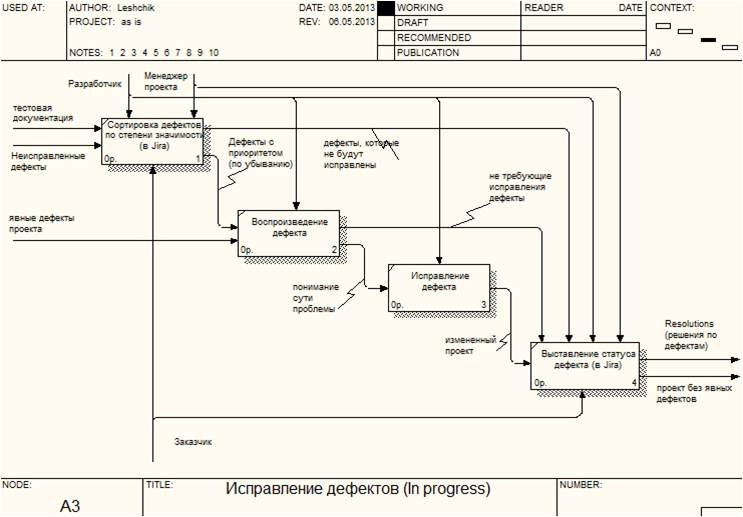 USED AT:
AUTHOR: Leshchik
DATE: 03.05.2013
PROJECT: as is
REV: 06.05.2013
NOTES: 1 2 3 4 5 6 7 8 9 10
WORKING
DRAFT
RECOMMENDED
PUBLICATION
READER
DATE
CONTEXT:
A0
Разработчик
Менеджер
проекта
тестовая
документация
Неисправленные
дефекты
Сортировка дефектов
по степени значимости
(в Jira)
0р.
1
Дефекты с
приоритетом
(по убыванию)
дефекты, которые
не будут
исправлены
не требующие
исправления
дефекты
явные дефекты
проекта
Воспроизведение
дефекта
0р.
2
понимание
сути
проблемы
Исправление
дефекта
0р.
3
измененный
проект
Выставление статуса
дефекта (в Jira)
0р.
4
Resolutions
(решения по
дефектам)
проект без явных
дефектов
Заказчик
NODE:
A3
TITLE:
Исправление дефектов (In progress)
NUMBER: